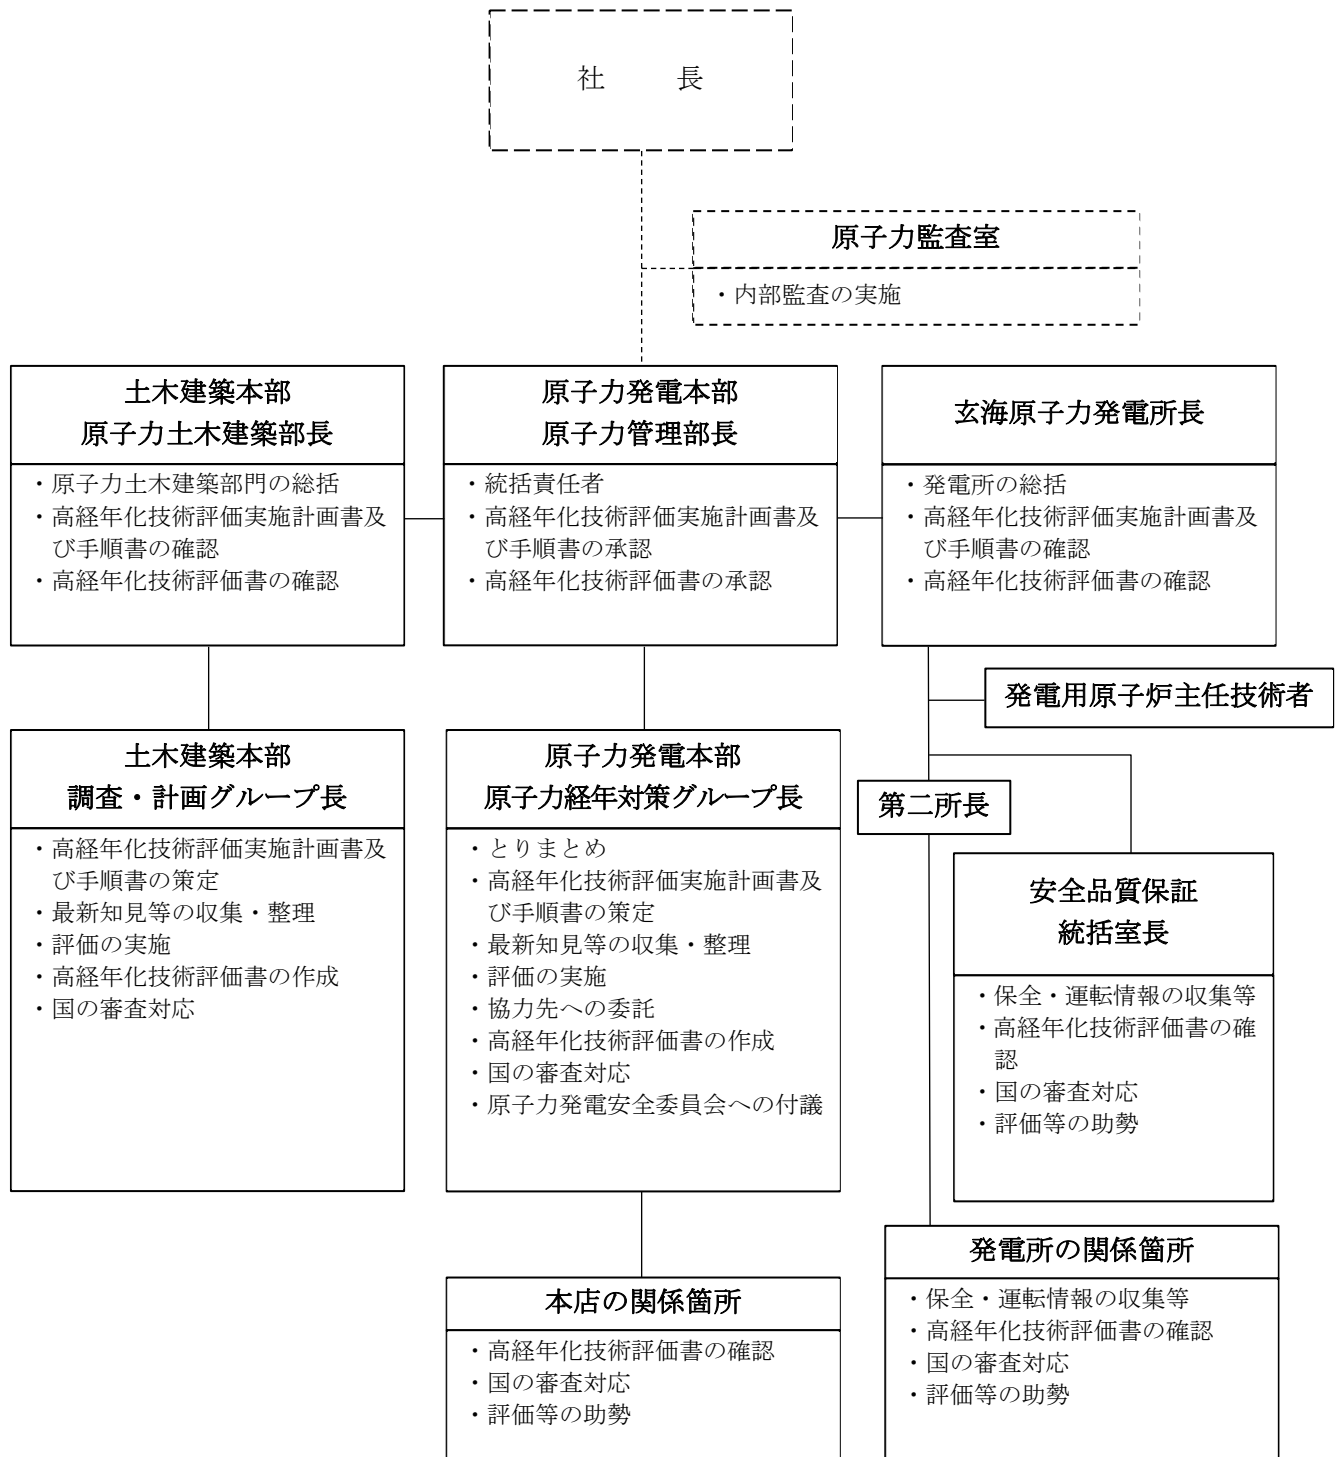 社　長
原子力監査室
・内部監査の実施
土木建築本部
原子力土木建築部長
・原子力土木建築部門の総括
・高経年化技術評価実施計画書及
び手順書の確認
・高経年化技術評価書の確認
原子力発電本部
原子力管理部長
・統括責任者
・高経年化技術評価実施計画書及
び手順書の承認
・高経年化技術評価書の承認
玄海原子力発電所長
・発電所の総括
・高経年化技術評価実施計画書及
び手順書の確認
・高経年化技術評価書の確認
発電用原子炉主任技術者
土木建築本部
調査・計画グループ長
・高経年化技術評価実施計画書及
び手順書の策定
・最新知見等の収集・整理
・評価の実施
・高経年化技術評価書の作成
・国の審査対応
原子力発電本部
原子力経年対策グループ長
・とりまとめ
・高経年化技術評価実施計画書及
び手順書の策定
・最新知見等の収集・整理
・評価の実施
・協力先への委託
・高経年化技術評価書の作成
・国の審査対応
・原子力発電安全委員会への付議
第二所長
安全品質保証
統括室長
・保全・運転情報の収集等
・高経年化技術評価書の確
認
・国の審査対応
・評価等の助勢
本店の関係箇所
・高経年化技術評価書の確認
・国の審査対応
・評価等の助勢
発電所の関係箇所
・保全・運転情報の収集等
・高経年化技術評価書の確認
・国の審査対応
・評価等の助勢